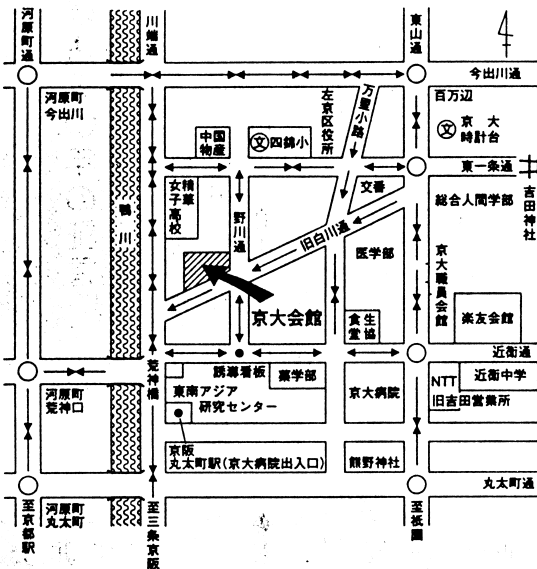 河原町通
川端通
東山通
今出川通
河原町
今出川
百万辺
万里小路
左京区役所
中国
物産
文四錦小
文京大
時計台
東一条通
吉田神社
精華
女子高校
野川通
交番
総合人間学部
鴨川
旧白川通
医学部
京大職員会館
京大会館
生協
食堂
楽友会館
近衛通
荒神橋
誘導看板
薬学部
東南アジア
研究センター
京大病院
NTT
旧吉田営業所
近衛中学
河原町
荒神口
京阪
丸太町駅(京大病院出入口)
熊野神社
丸太町通
河原町
丸太町
至京都駅
至三条京阪
至祇園